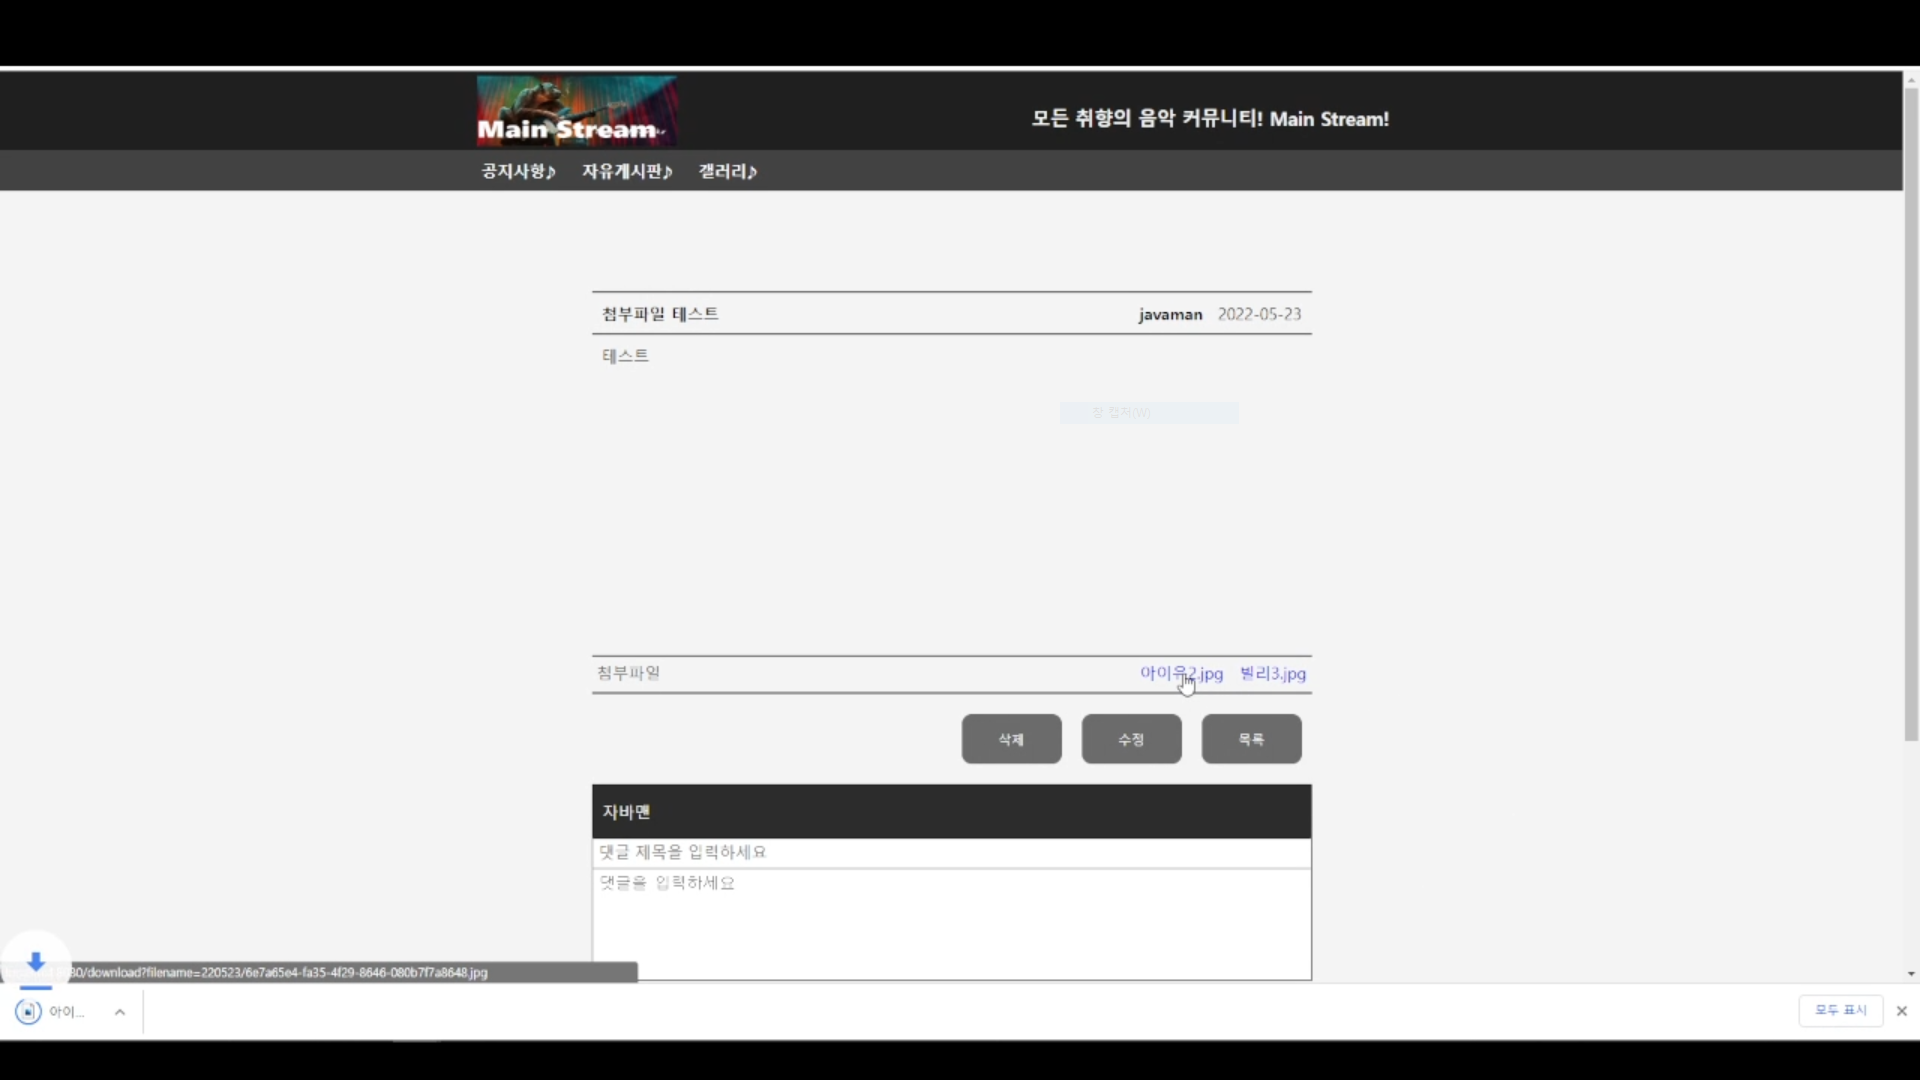 Main Stream
모든 취향의 음악 커뮤니티! Main Stream!
공지사항♪ 자유게시판♪ 갤러리♪
첨부파일 테스트 javaman 2022-05-23
테스트
창 캡처(W)
첨부파일 아이유2.jpg 빌리3.jpg
삭제 수정 목록
자바맨
댓글 제목을 입력하세요
댓글을 입력하세요
80/download?filename=220523/6e7a65e4-fa35-4f29-8646-080b7f7a8648.jpg
아이... 모두 표시